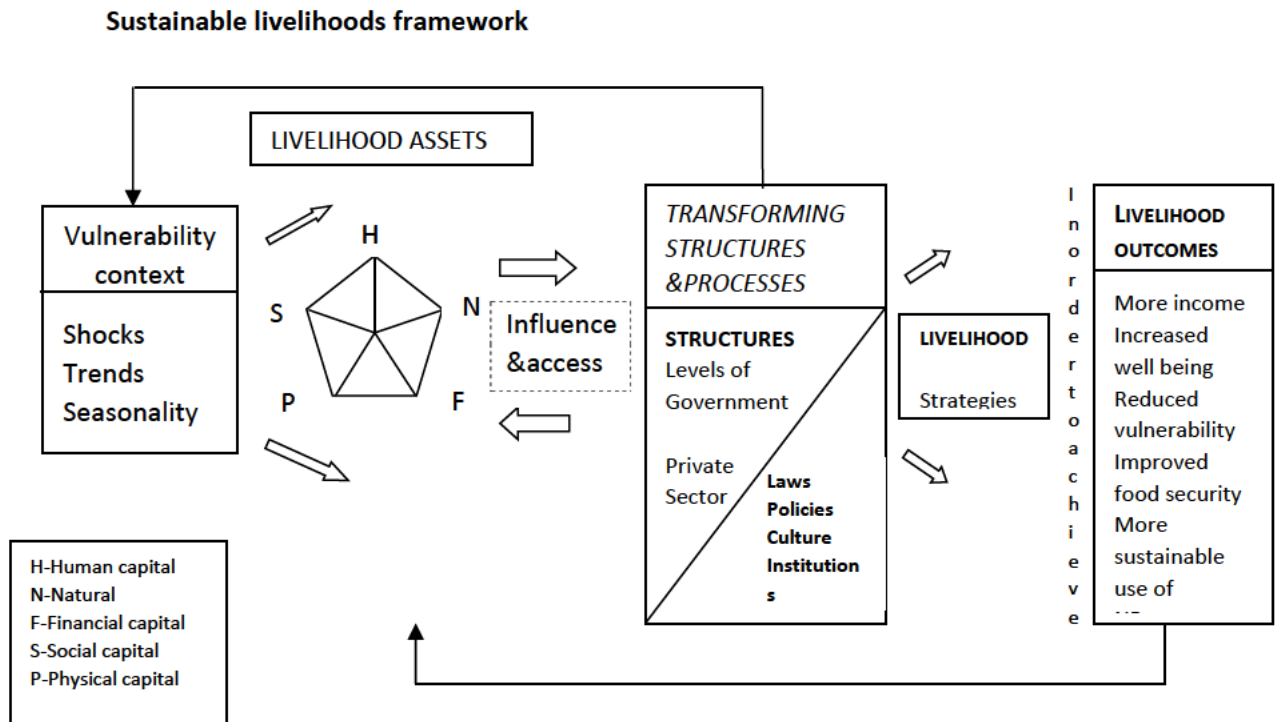 Sustainable livelihoods framework
LIVELIHOOD ASSETS
Vulnerability
context
Shocks
Trends
Seasonality
H
S
N
P
F
Influence
&access
TRANSFORMING
STRUCTURES
&PROCESSES
STRUCTURES
Levels of
Government
Private
Sector
Laws
Policies
Culture
Institution
s
LIVELIHOOD
Strategies
I
n
o
r
d
e
r
t
o
a
c
h
i
e
v
e
LIVELIHOOD
OUTCOMES
More income
Increased
well being
Reduced
vulnerability
Improved
food security
More
sustainable
use of
H-Human capital
N-Natural
F-Financial capital
S-Social capital
P-Physical capital